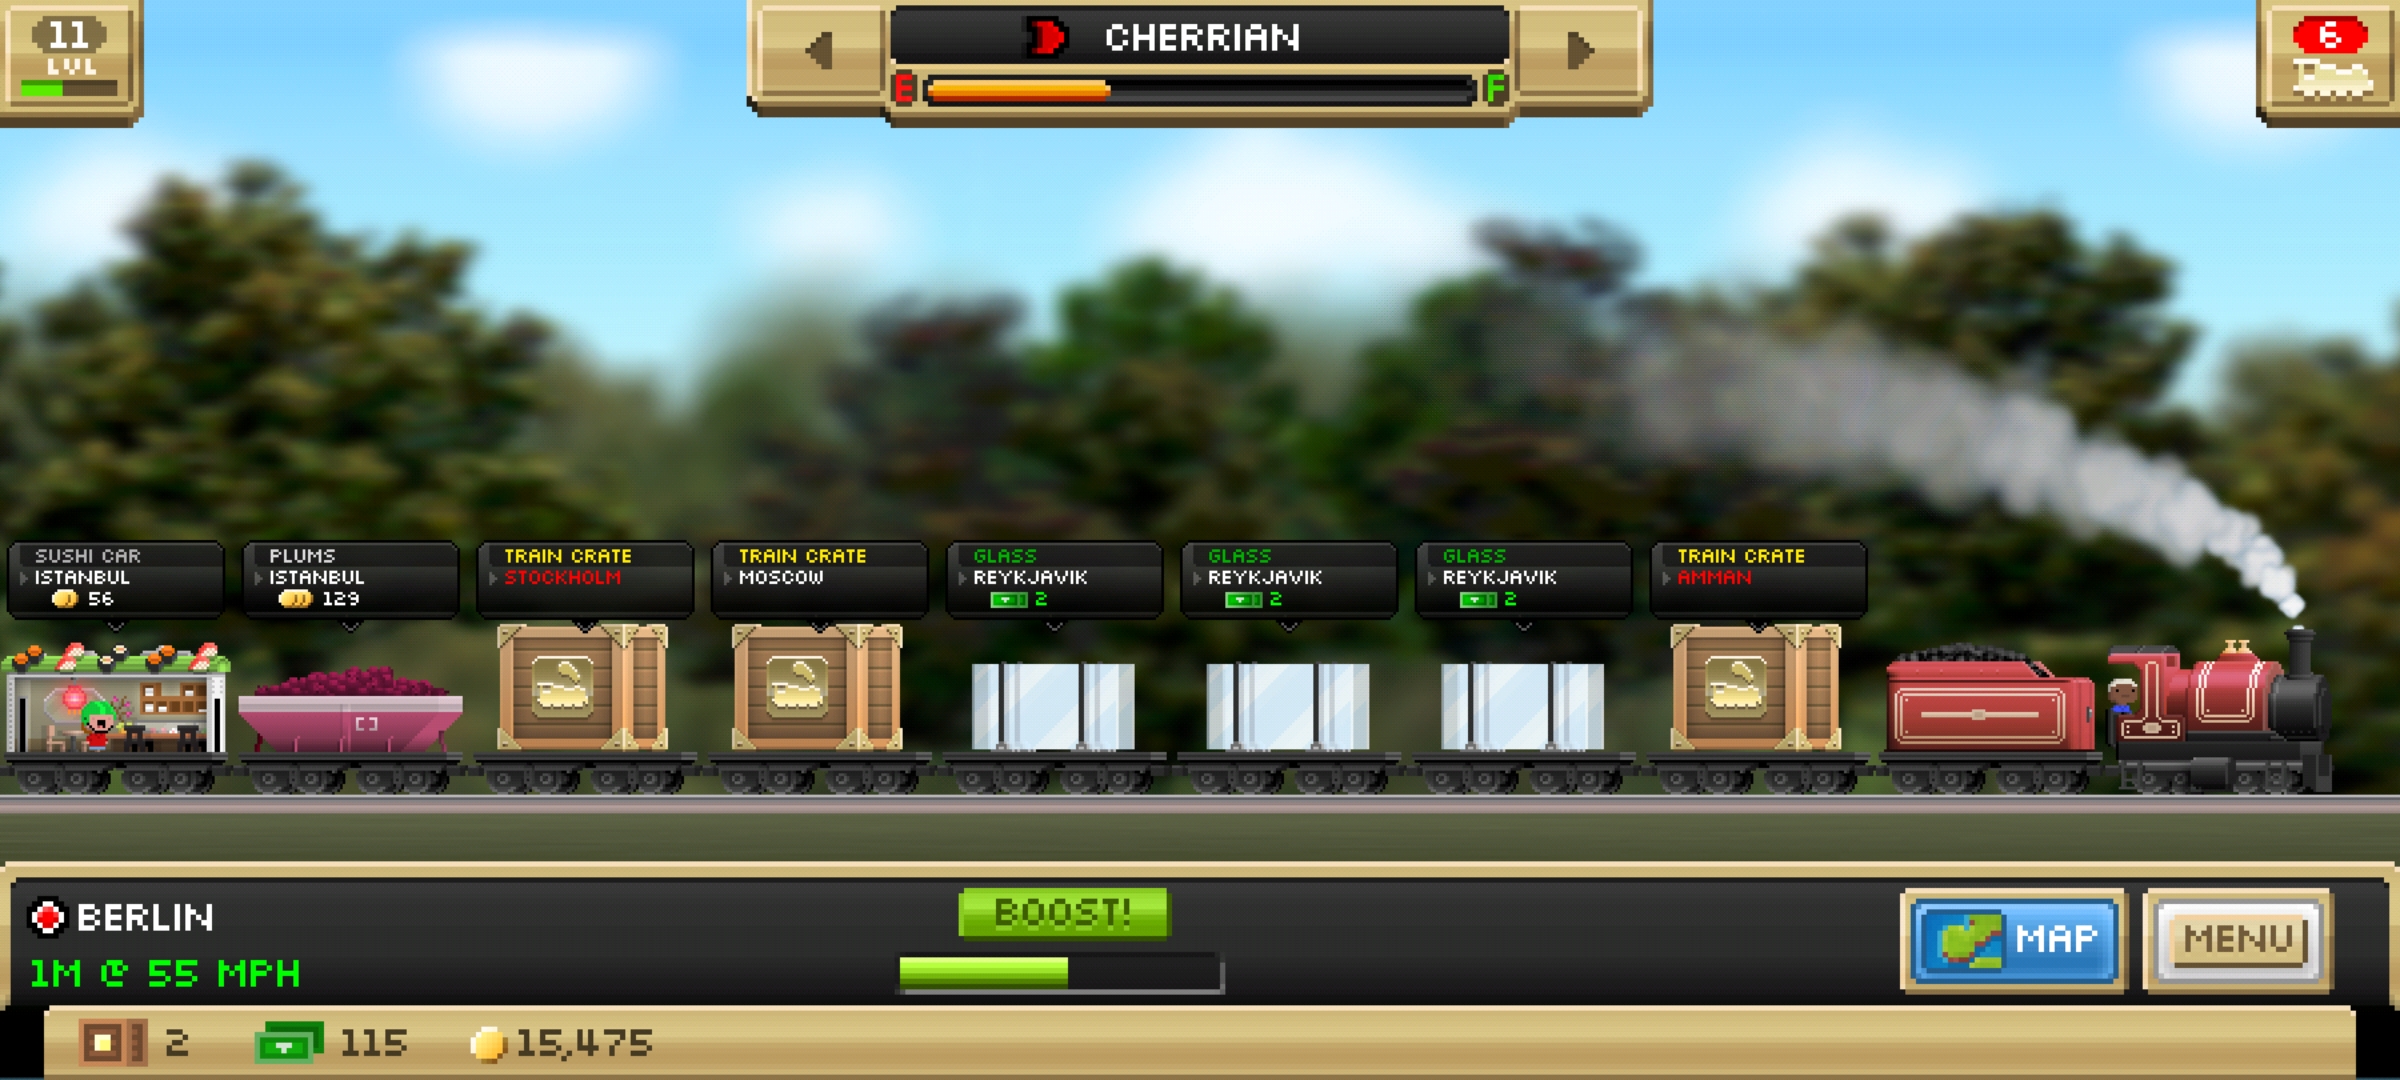 11
LVL
CHERRIAN
E
F
6
SUSHI CAR
ISTANBUL
56
PLUMS
ISTANBUL
129
TRAIN CRATE
STOCKHOLM
TRAIN CRATE
MOSCOW
GLASS
REYKJAVIK
2
GLASS
REYKJAVIK
2
GLASS
REYKJAVIK
2
TRAIN CRATE
AMMAN
BERLIN
1M @ 55 MPH
BOOST!
MAP
MENU
2
115
15,475